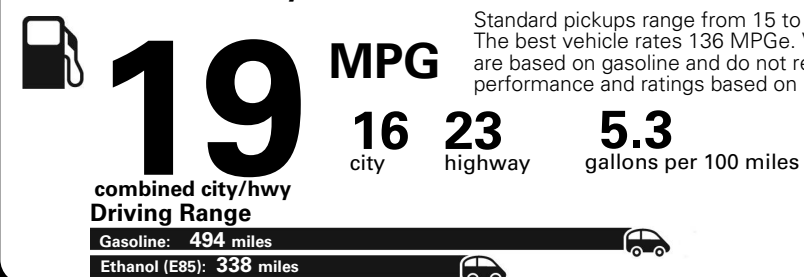 Standard pickups range from 15 to
The best vehicle rates 136 MPGe. V
are based on gasoline and do not re
performance and ratings based on
19 MPG
16 23 5.3
city highway gallons per 100 miles
combined city/hwy
Driving Range
Gasoline: 494 miles
Ethanol (E85): 338 miles